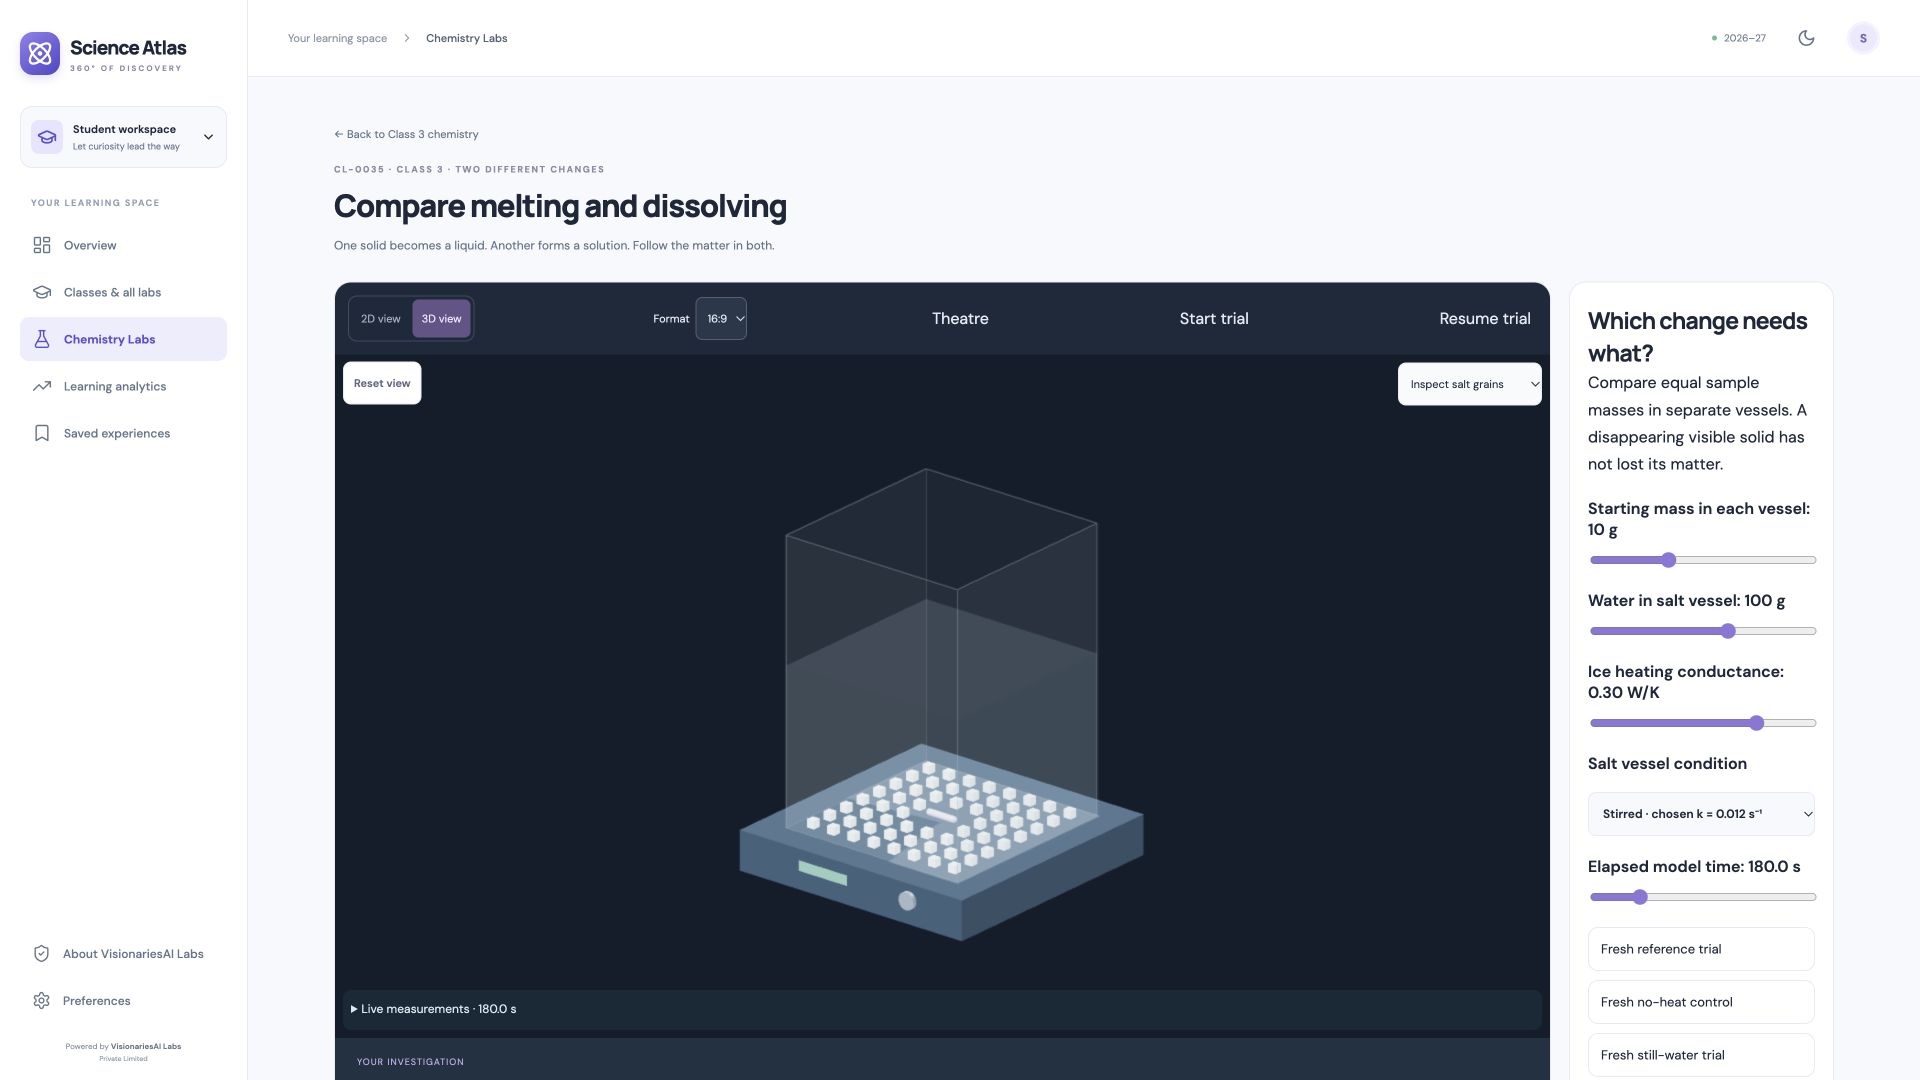 Science Atlas
360° OF DISCOVERY
Student workspace
Let curiosity lead the way
YOUR LEARNING SPACE
Overview
Classes & all labs
Chemistry Labs
Learning analytics
Saved experiences
About VisionariesAI Labs
Preferences
Powered by VisionariesAI Labs
Private Limited
Your learning space
Chemistry Labs
2026–27
S
← Back to Class 3 chemistry
CL-0035 · CLASS 3 · TWO DIFFERENT CHANGES
Compare melting and dissolving
One solid becomes a liquid. Another forms a solution. Follow the matter in both.
2D view
3D view
Format
16:9
Theatre
Start trial
Resume trial
Reset view
Inspect salt grains
Live measurements · 180.0 s
YOUR INVESTIGATION
Which change needs
what?
Compare equal sample
masses in separate vessels. A
disappearing visible solid has
not lost its matter.
Starting mass in each vessel:
10 g
Water in salt vessel: 100 g
Ice heating conductance:
0.30 W/K
Salt vessel condition
Stirred · chosen k = 0.012 s⁻¹
Elapsed model time: 180.0 s
Fresh reference trial
Fresh no-heat control
Fresh still-water trial